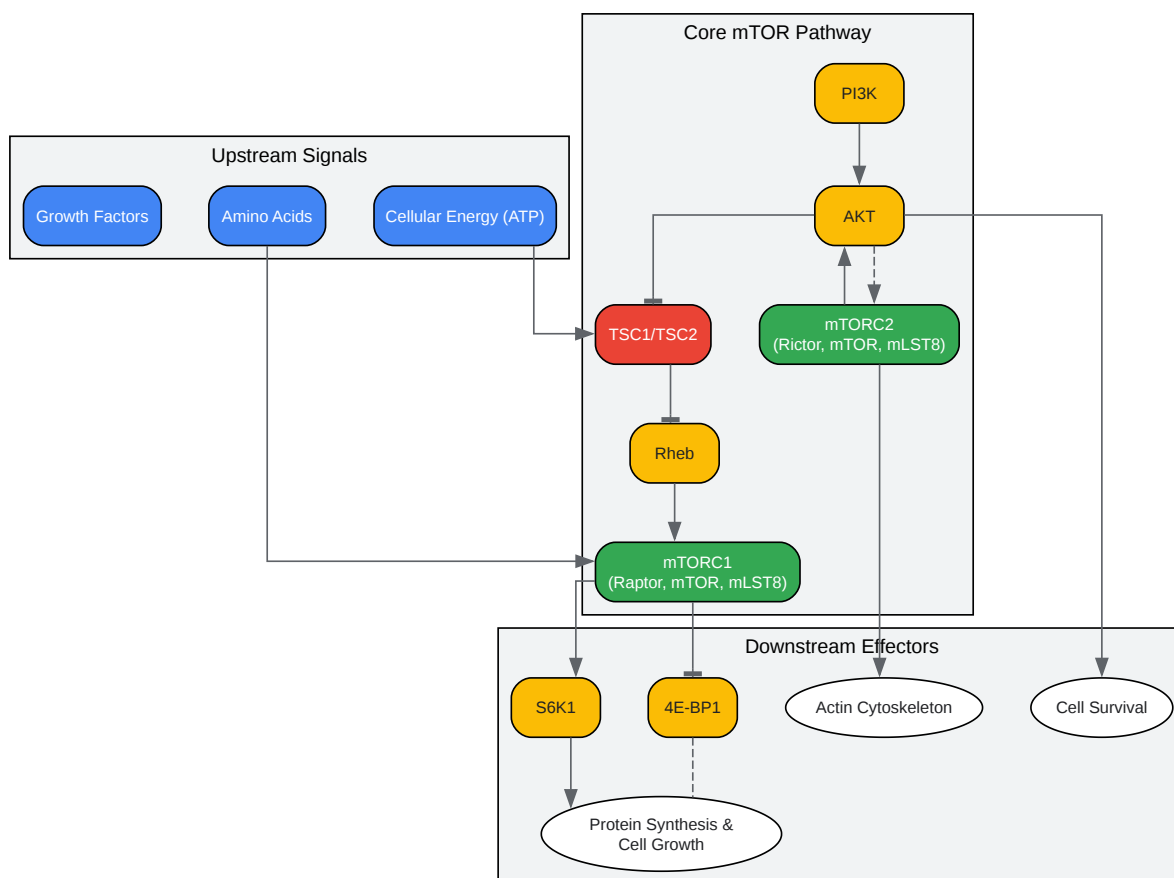 Core mTOR Pathway
PI3K
Upstream Signals
Growth Factors
Amino Acids
Cellular Energy (ATP)
AKT
TSC1/TSC2
mTORC2
(Rictor, mTOR, mLST8)
Rheb
mTORC1
(Raptor, mTOR, mLST8)
Downstream Effectors
S6K1
4E-BP1
Actin Cytoskeleton
Cell Survival
Protein Synthesis &
Cell Growth